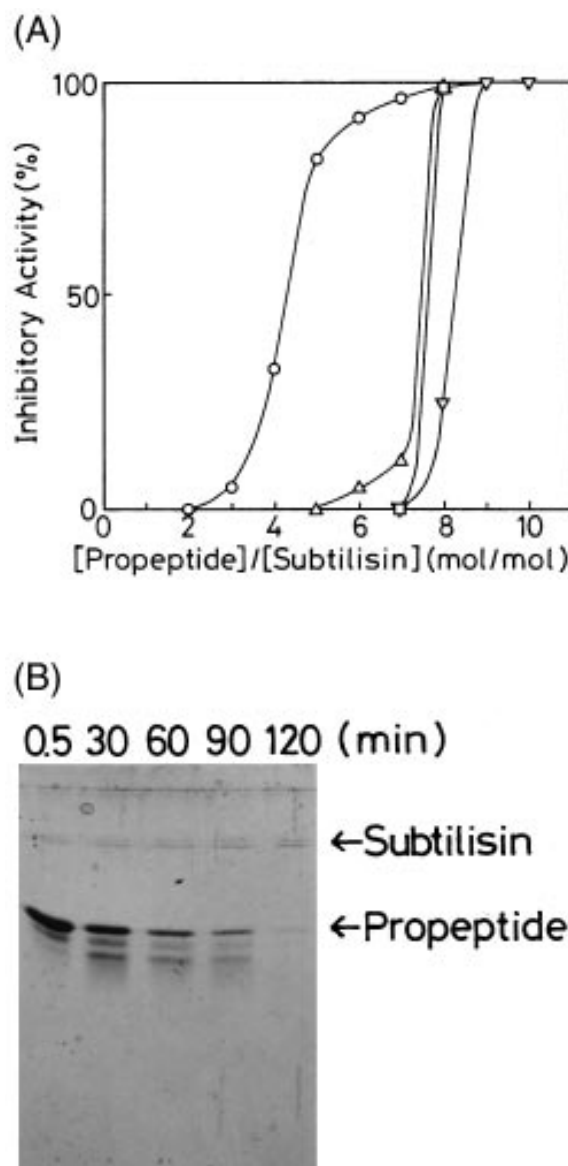 (A)
100
50
0
Inhibitory Activity (%)
0 2 4 6 8 10
[Propeptide]/[Subtilisin] (mol/mol)
(B)
0.5 30 60 90 120 (min)
←Subtilisin
←Propeptide